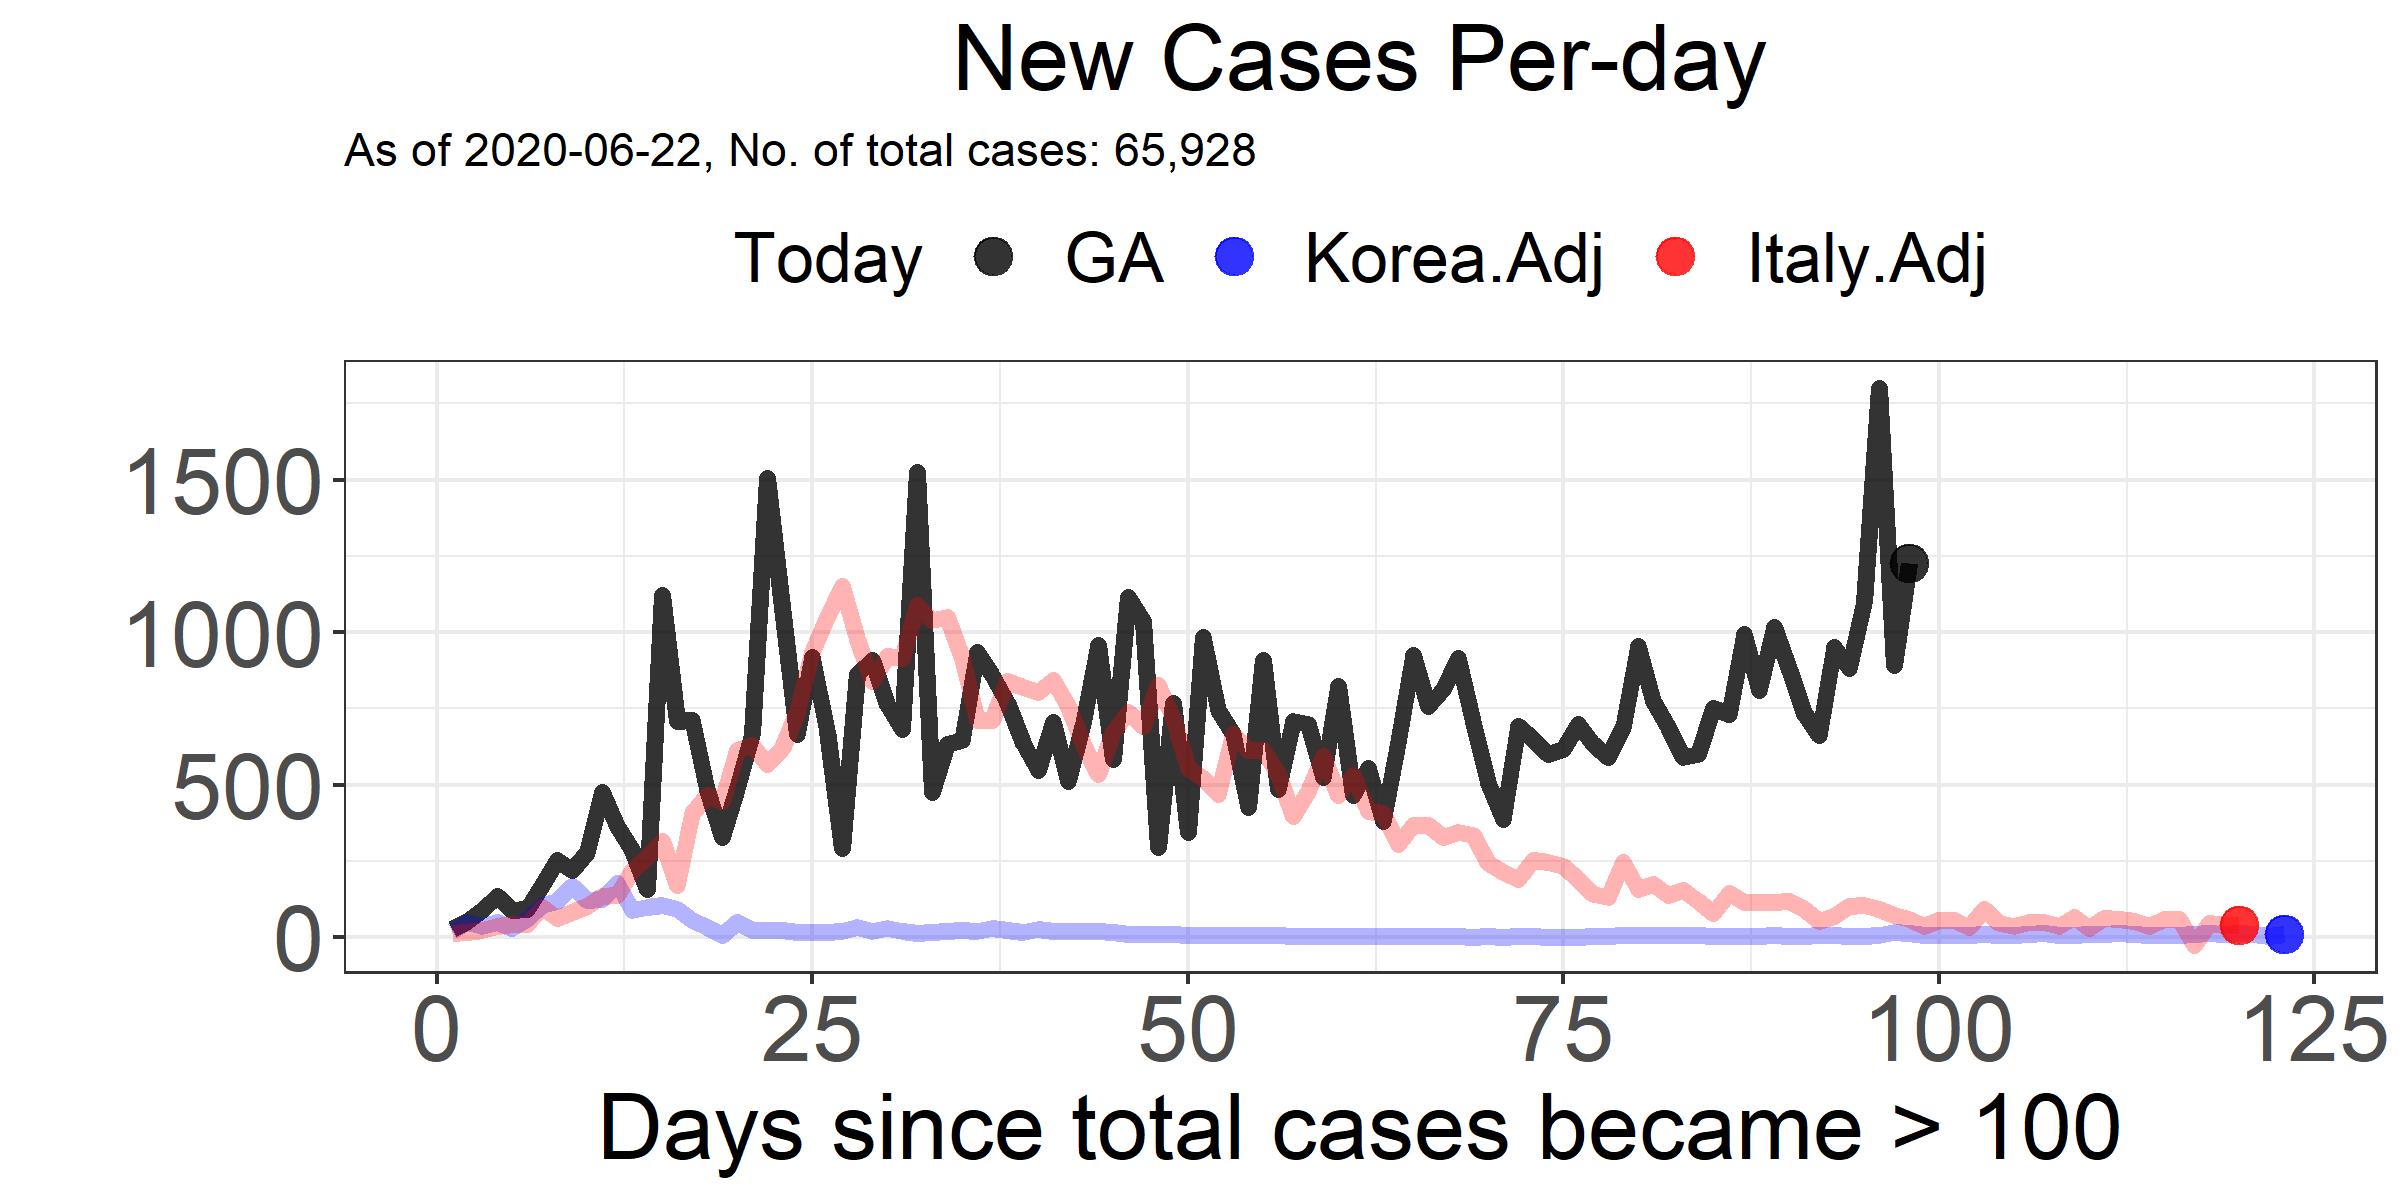 New Cases Per-day
As of 2020-06-22, No. of total cases: 65,928
Today GA Korea.Adj Italy.Adj
1500
1000
500
0
0 25 50 75 100 125
Days since total cases became > 100